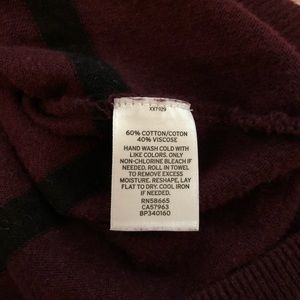 XX7929
60% COTTON/COTON
40% VISCOSE
HAND WASH COLD WITH
LIKE COLORS. ONLY
NON-CHLORINE BLEACH IF
NEEDED. ROLL IN TOWEL
TO REMOVE EXCESS
MOISTURE. RESHAPE, LAY
FLAT TO DRY. COOL IRON
IF NEEDED.
RN58665
CA57963
BP340160